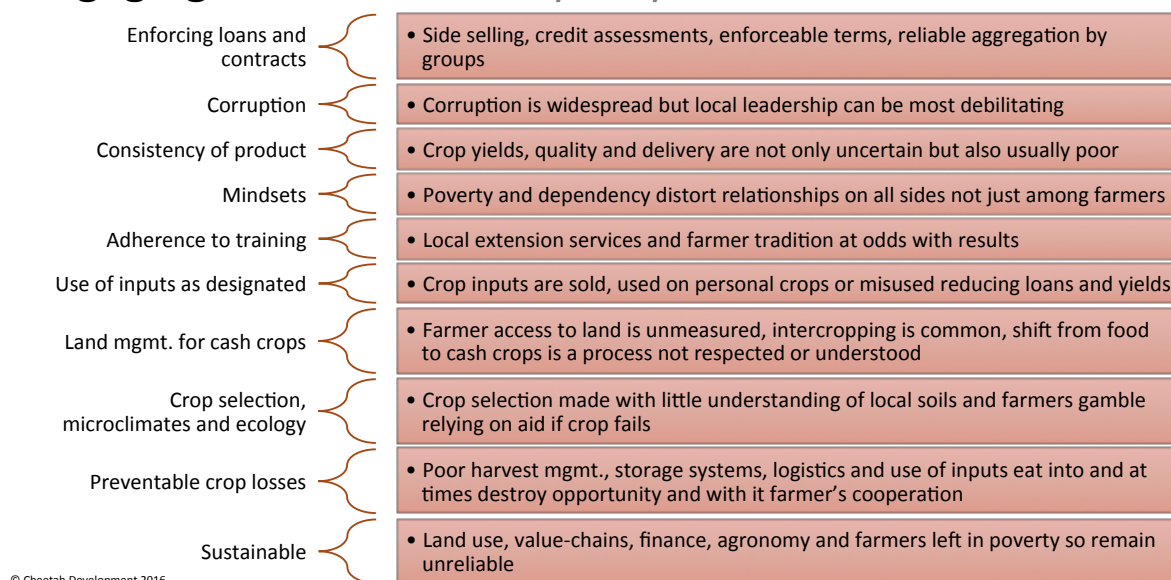 Enforcing loans and
contracts
• Side selling, credit assessments, enforceable terms, reliable aggregation by
groups
Corruption
• Corruption is widespread but local leadership can be most debilitating
Consistency of product
• Crop yields, quality and delivery are not only uncertain but also usually poor
Mindsets
• Poverty and dependency distort relationships on all sides not just among farmers
Adherence to training
• Local extension services and farmer tradition at odds with results
Use of inputs as designated
• Crop inputs are sold, used on personal crops or misused reducing loans and yields
Land mgmt. for cash crops
• Farmer access to land is unmeasured, intercropping is common, shift from food
to cash crops is a process not respected or understood
Crop selection,
microclimates and ecology
• Crop selection made with little understanding of local soils and farmers gamble
relying on aid if crop fails
Preventable crop losses
• Poor harvest mgmt., storage systems, logistics and use of inputs eat into and at
times destroy opportunity and with it farmer's cooperation
Sustainable
• Land use, value-chains, finance, agronomy and farmers left in poverty so remain
unreliable
© Cheetah Development 2016